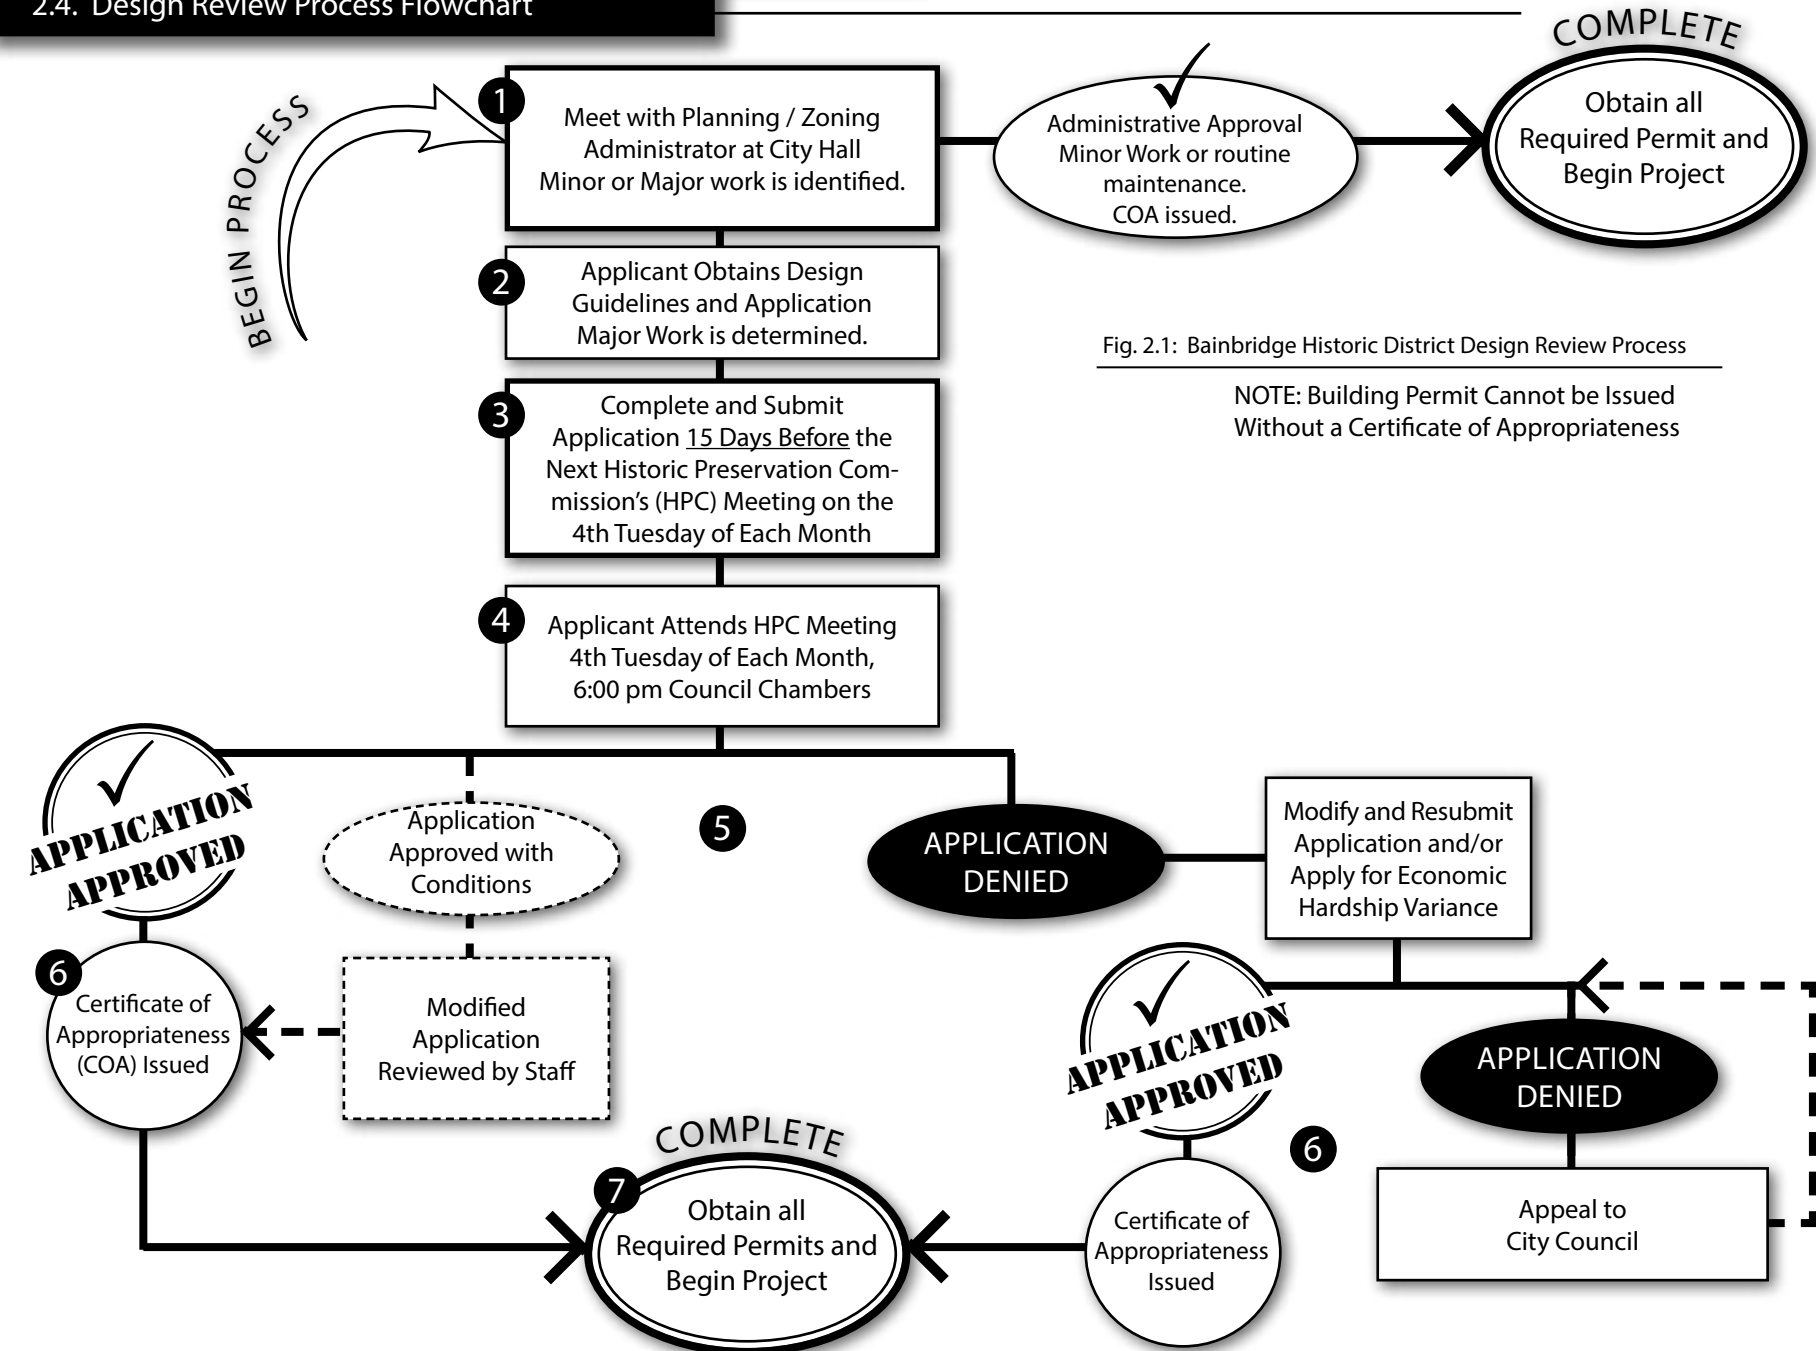 2.4. Design Review Process Flowchart
COMPLETE
BEGIN PROCESS
1
Meet with Planning / Zoning
Administrator at City Hall
Minor or Major work is identified.
Administrative Approval
Minor Work or routine
maintenance.
COA issued.
Obtain all
Required Permit and
Begin Project
2
Applicant Obtains Design
Guidelines and Application
Major Work is determined.
Fig. 2.1: Bainbridge Historic District Design Review Process
NOTE: Building Permit Cannot be Issued
Without a Certificate of Appropriateness
3
Complete and Submit
Application 15 Days Before the
Next Historic Preservation Com-
mission's (HPC) Meeting on the
4th Tuesday of Each Month
4
Applicant Attends HPC Meeting
4th Tuesday of Each Month,
6:00 pm Council Chambers
APPLICATION
APPROVED
Application
Approved with
Conditions
5
APPLICATION
DENIED
Modify and Resubmit
Application and/or
Apply for Economic
Hardship Variance
6
Certificate of
Appropriateness
(COA) Issued
Modified
Application
Reviewed by Staff
APPLICATION
APPROVED
APPLICATION
DENIED
COMPLETE
7
Obtain all
Required Permits and
Begin Project
6
Certificate of
Appropriateness
Issued
Appeal to
City Council